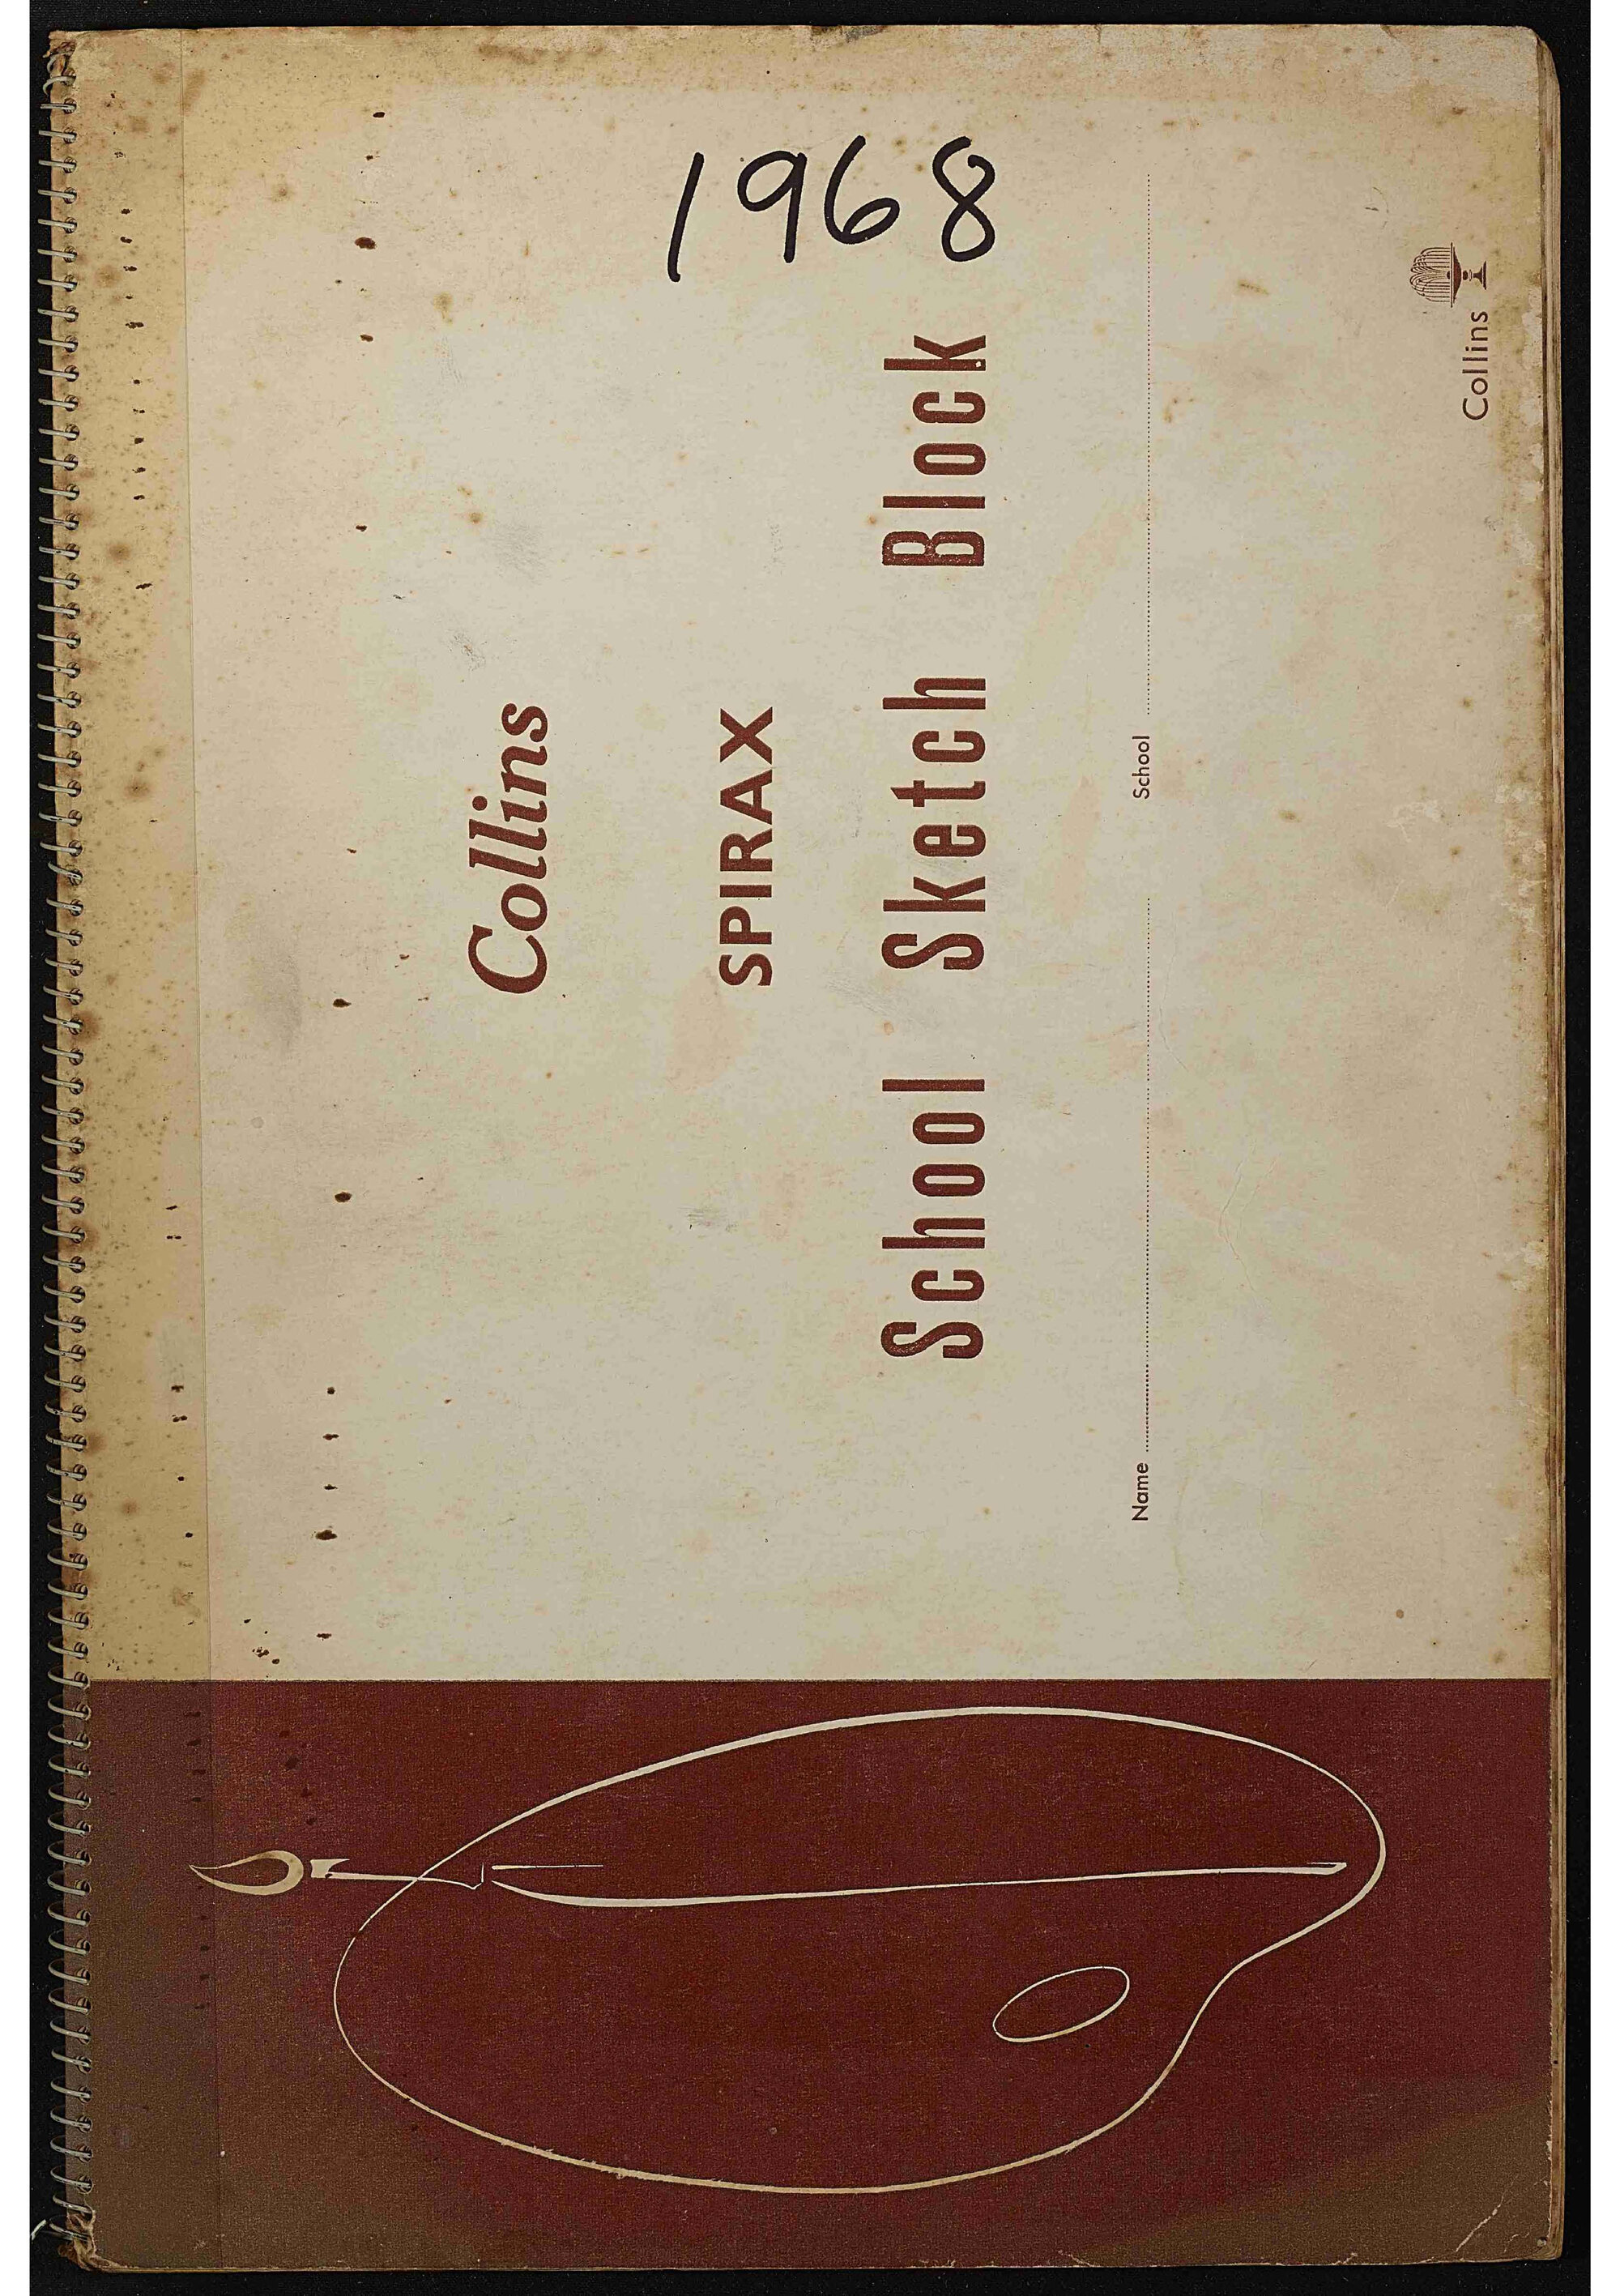 1968
Collins
SPIRAX
School Sketch Block
Name School
Collins